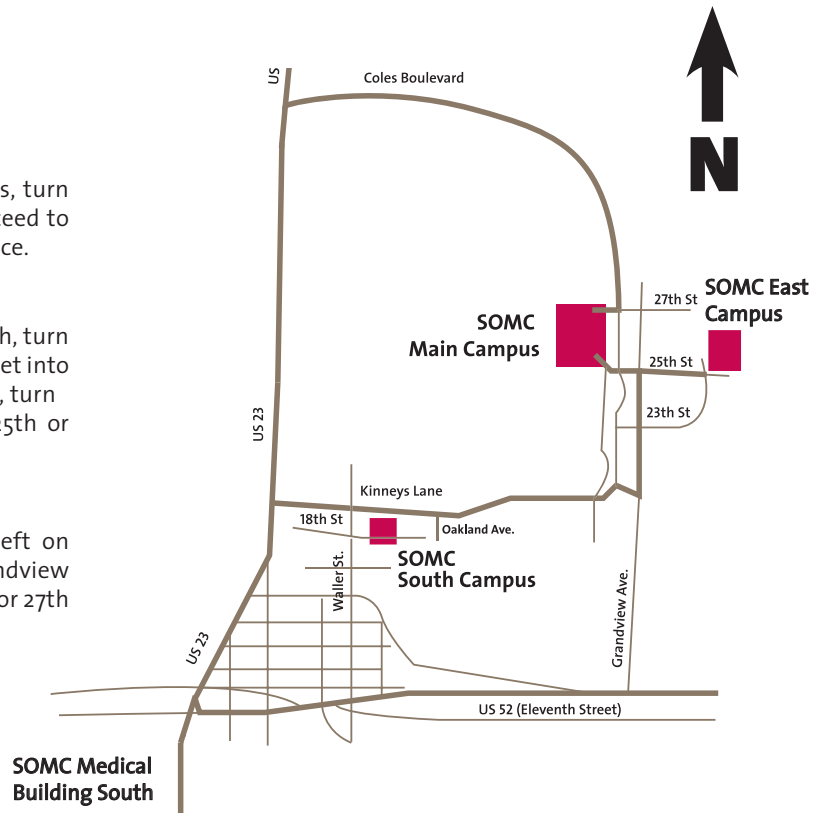 US
Coles Boulevard
N
s, turn
eed to
ce.
27th St
SOMC East
Campus
SOMC
Main Campus
h, turn
et into
, turn
5th or
25th St
US 23
23th St
Kinneys Lane
18th St
Oakland Ave.
eft on
ndview
or 27th
SOMC
South Campus
Waller St.
Grandview Ave.
US 23
US 52 (Eleventh Street)
SOMC Medical
Building South